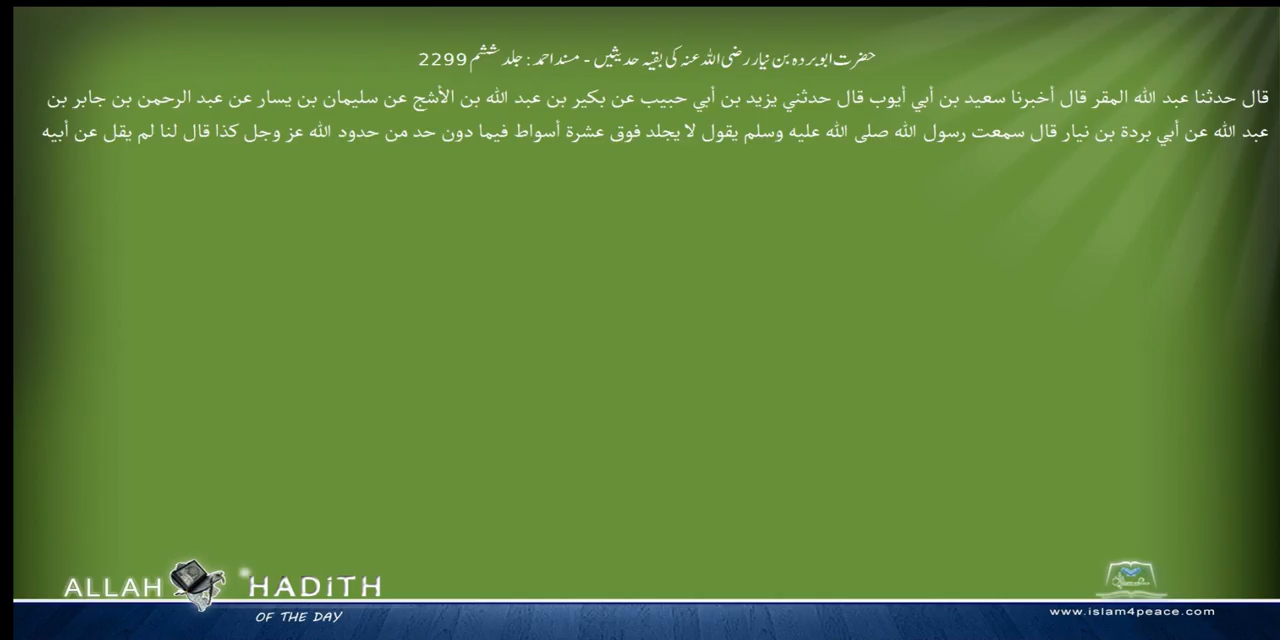 حضرت ابوبردہ بن نیار رضی اللہ عنہ کی بقیہ حدیثیں - مسند احمد : جلد ششم 2299
قال حدثنا عبد الله المقر قال أخبرنا سعيد بن أبي أيوب قال حدثني يزيد بن أبي حبيب عن بكير بن عبد الله بن الأشج عن سليمان بن يسار عن عبد الرحمن بن جابر بن
عبد الله عن أبي بردة بن نيار قال سمعت رسول الله صلى الله عليه وسلم يقول لا يجلد فوق عشرة أسواط فيما دون حد من حدود الله عز وجل كذا قال لنا لم يقل عن أبيه
ALLAH HADITH
OF THE DAY
www.islam4peace.com